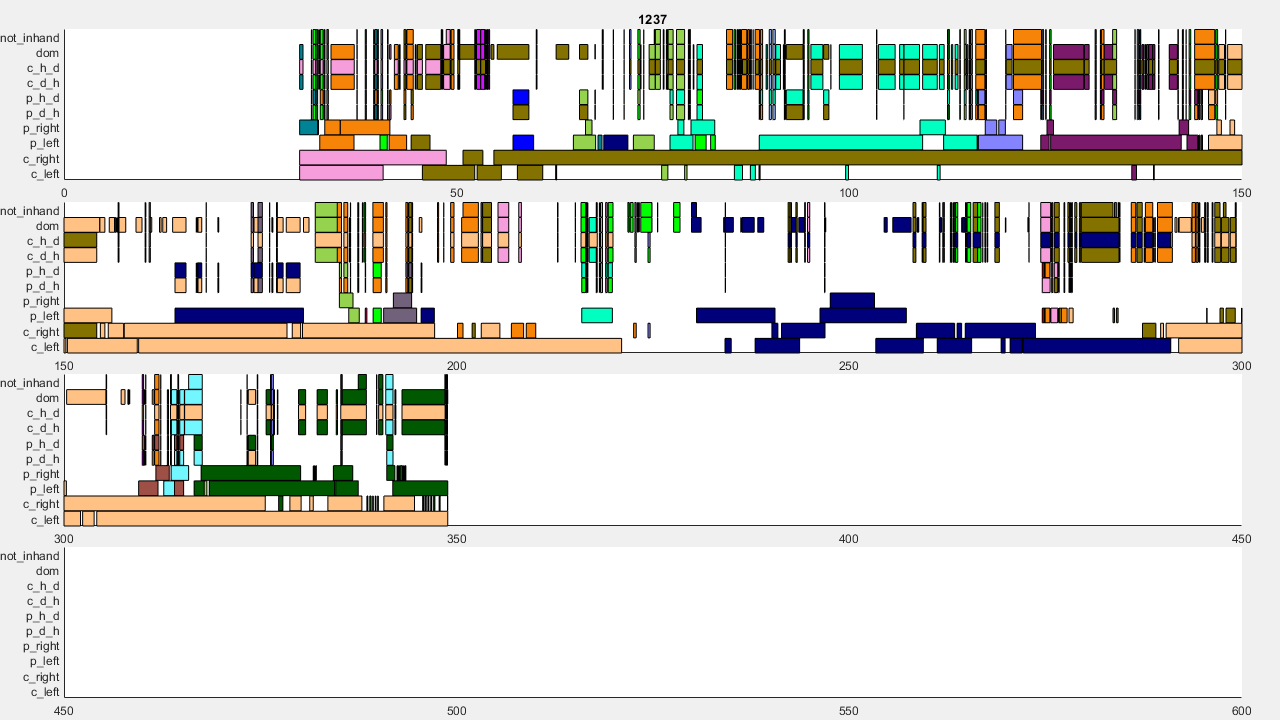 1237
not_inhand
dom
c_h_d
c_d_h
p_h_d
p_d_h
p_right
p_left
c_right
c_left
0 50 100 150
not_inhand
dom
c_h_d
c_d_h
p_h_d
p_d_h
p_right
p_left
c_right
c_left
150 200 250 300
not_inhand
dom
c_h_d
c_d_h
p_h_d
p_d_h
p_right
p_left
c_right
c_left
300 350 400 450
not_inhand
dom
c_h_d
c_d_h
p_h_d
p_d_h
p_right
p_left
c_right
c_left
450 500 550 600